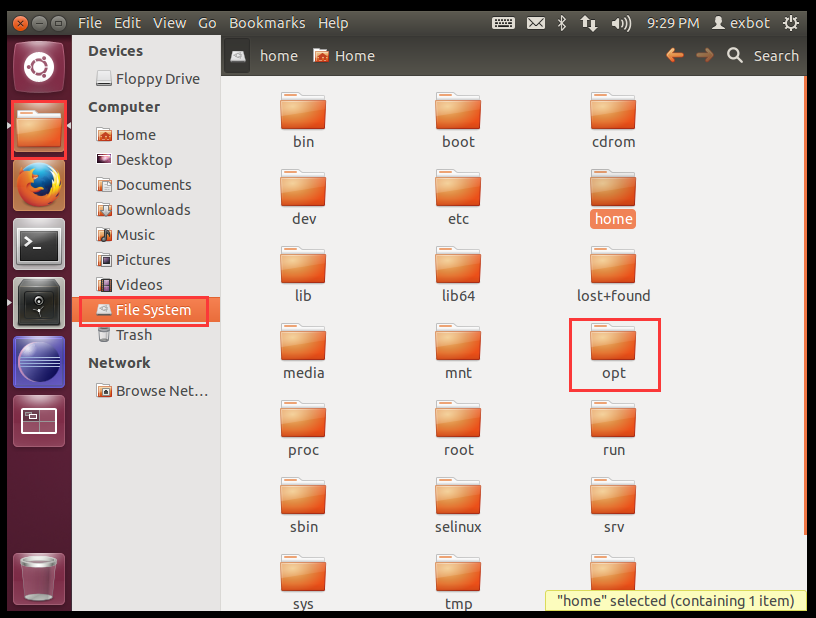 File Edit View Go Bookmarks Help 9:29 PM exbot
Devices
Floppy Drive
Computer
Home
Desktop
Documents
Downloads
Music
Pictures
Videos
File System
Trash
Network
Browse Net...
home Home Search
bin boot cdrom
dev etc home
lib lib64 lost+found
media mnt opt
proc root run
sbin selinux srv
sys tmp
"home" selected (containing 1 item)